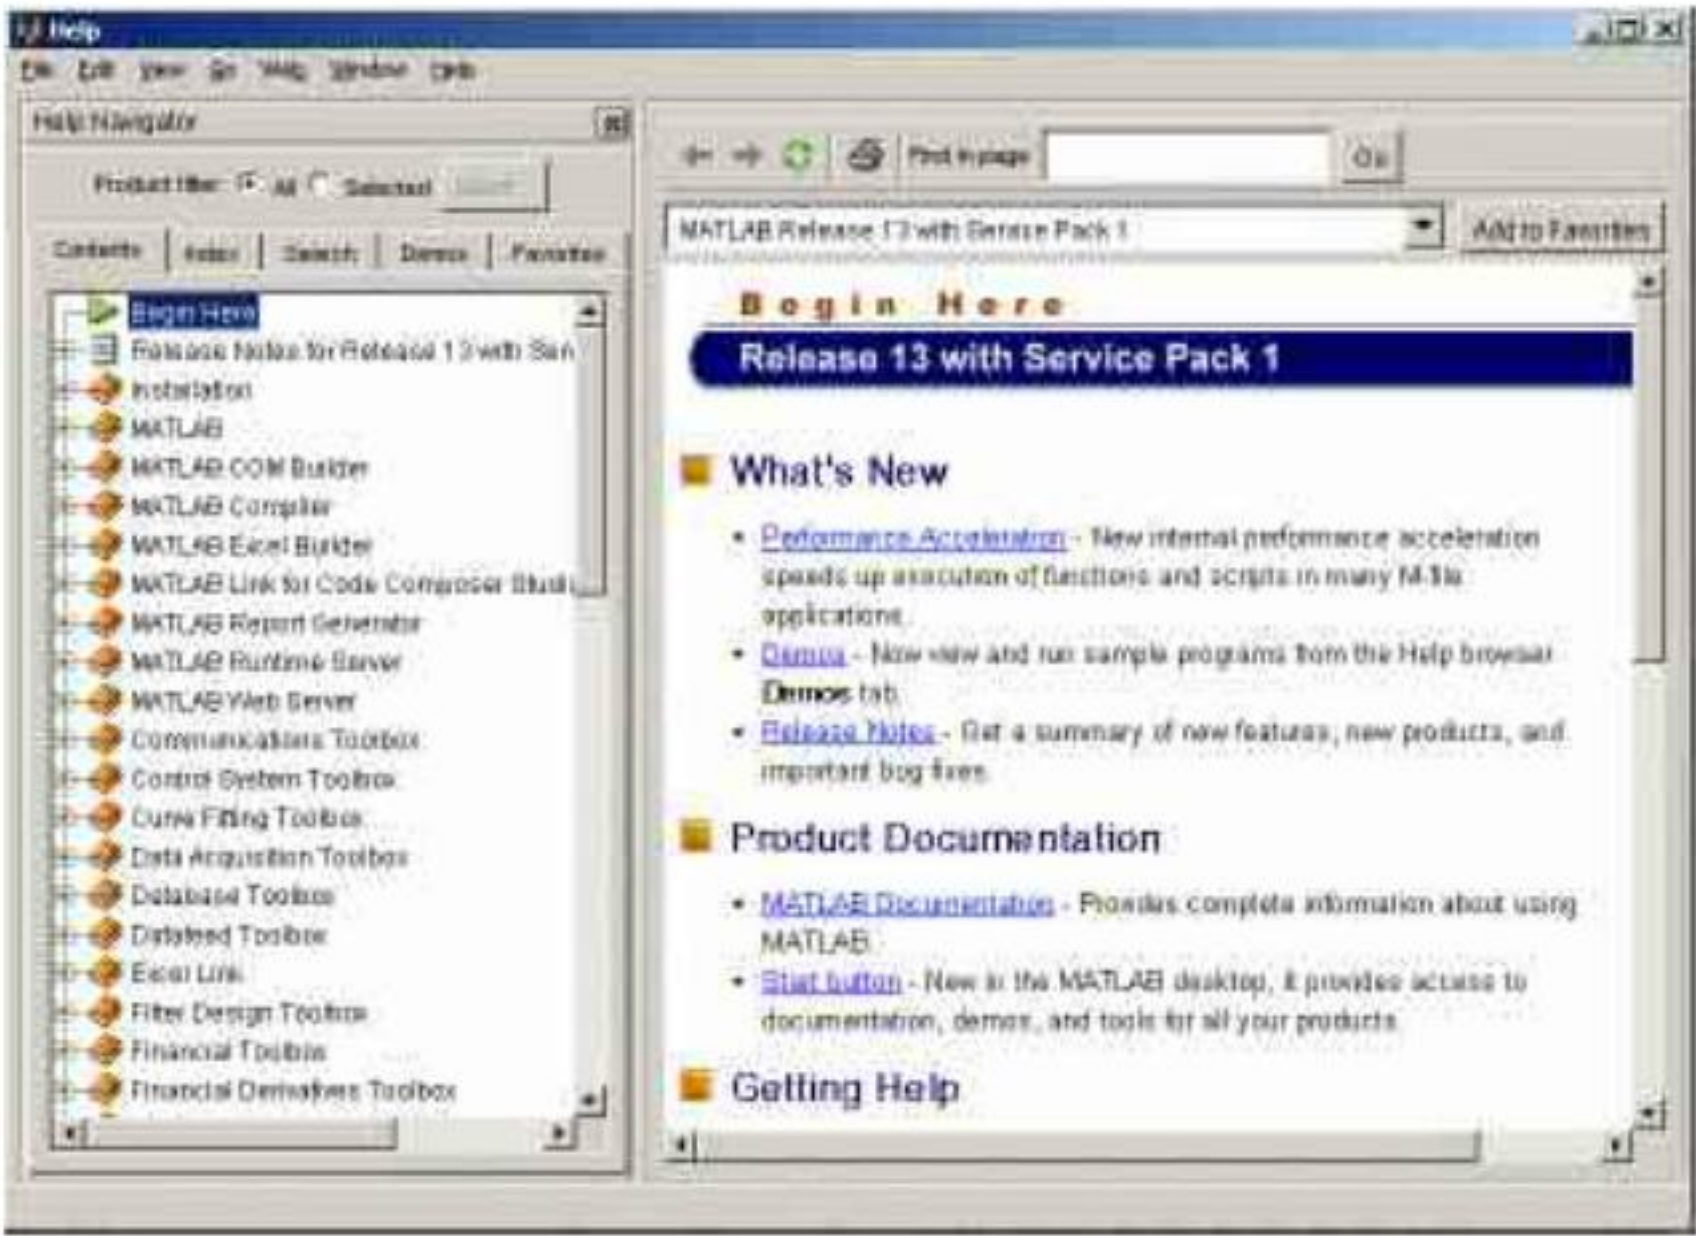 Help
File Edit View Go Web Window Help
Help Navigator
Product filter: All Selected
Contents Index Search Demos Favorites
Begin Here
Release Notes for Release 13 with Ser
Installation
MATLAB
MATLAB COM Builder
MATLAB Compiler
MATLAB Excel Builder
MATLAB Link for Code Composer Studi
MATLAB Report Generator
MATLAB Runtime Server
MATLAB Web Server
Communications Toolbox
Control System Toolbox
Curve Fitting Toolbox
Data Acquisition Toolbox
Database Toolbox
Datafeed Toolbox
Excel Link
Filter Design Toolbox
Financial Toolbox
Financial Derivatives Toolbox
Find in page: Go
MATLAB Release 13 with Service Pack 1
Add to Favorites
Begin Here
Release 13 with Service Pack 1
What's New
• Performance Acceleration - New internal performance acceleration
speeds up execution of functions and scripts in many M-file
applications.
• Demos - Now view and run sample programs from the Help browser
Demos tab.
• Release Notes - Get a summary of new features, new products, and
important bug fixes.
Product Documentation
• MATLAB Documentation - Provides complete information about using
MATLAB.
• Start button - New in the MATLAB desktop, it provides access to
documentation, demos, and tools for all your products.
Getting Help